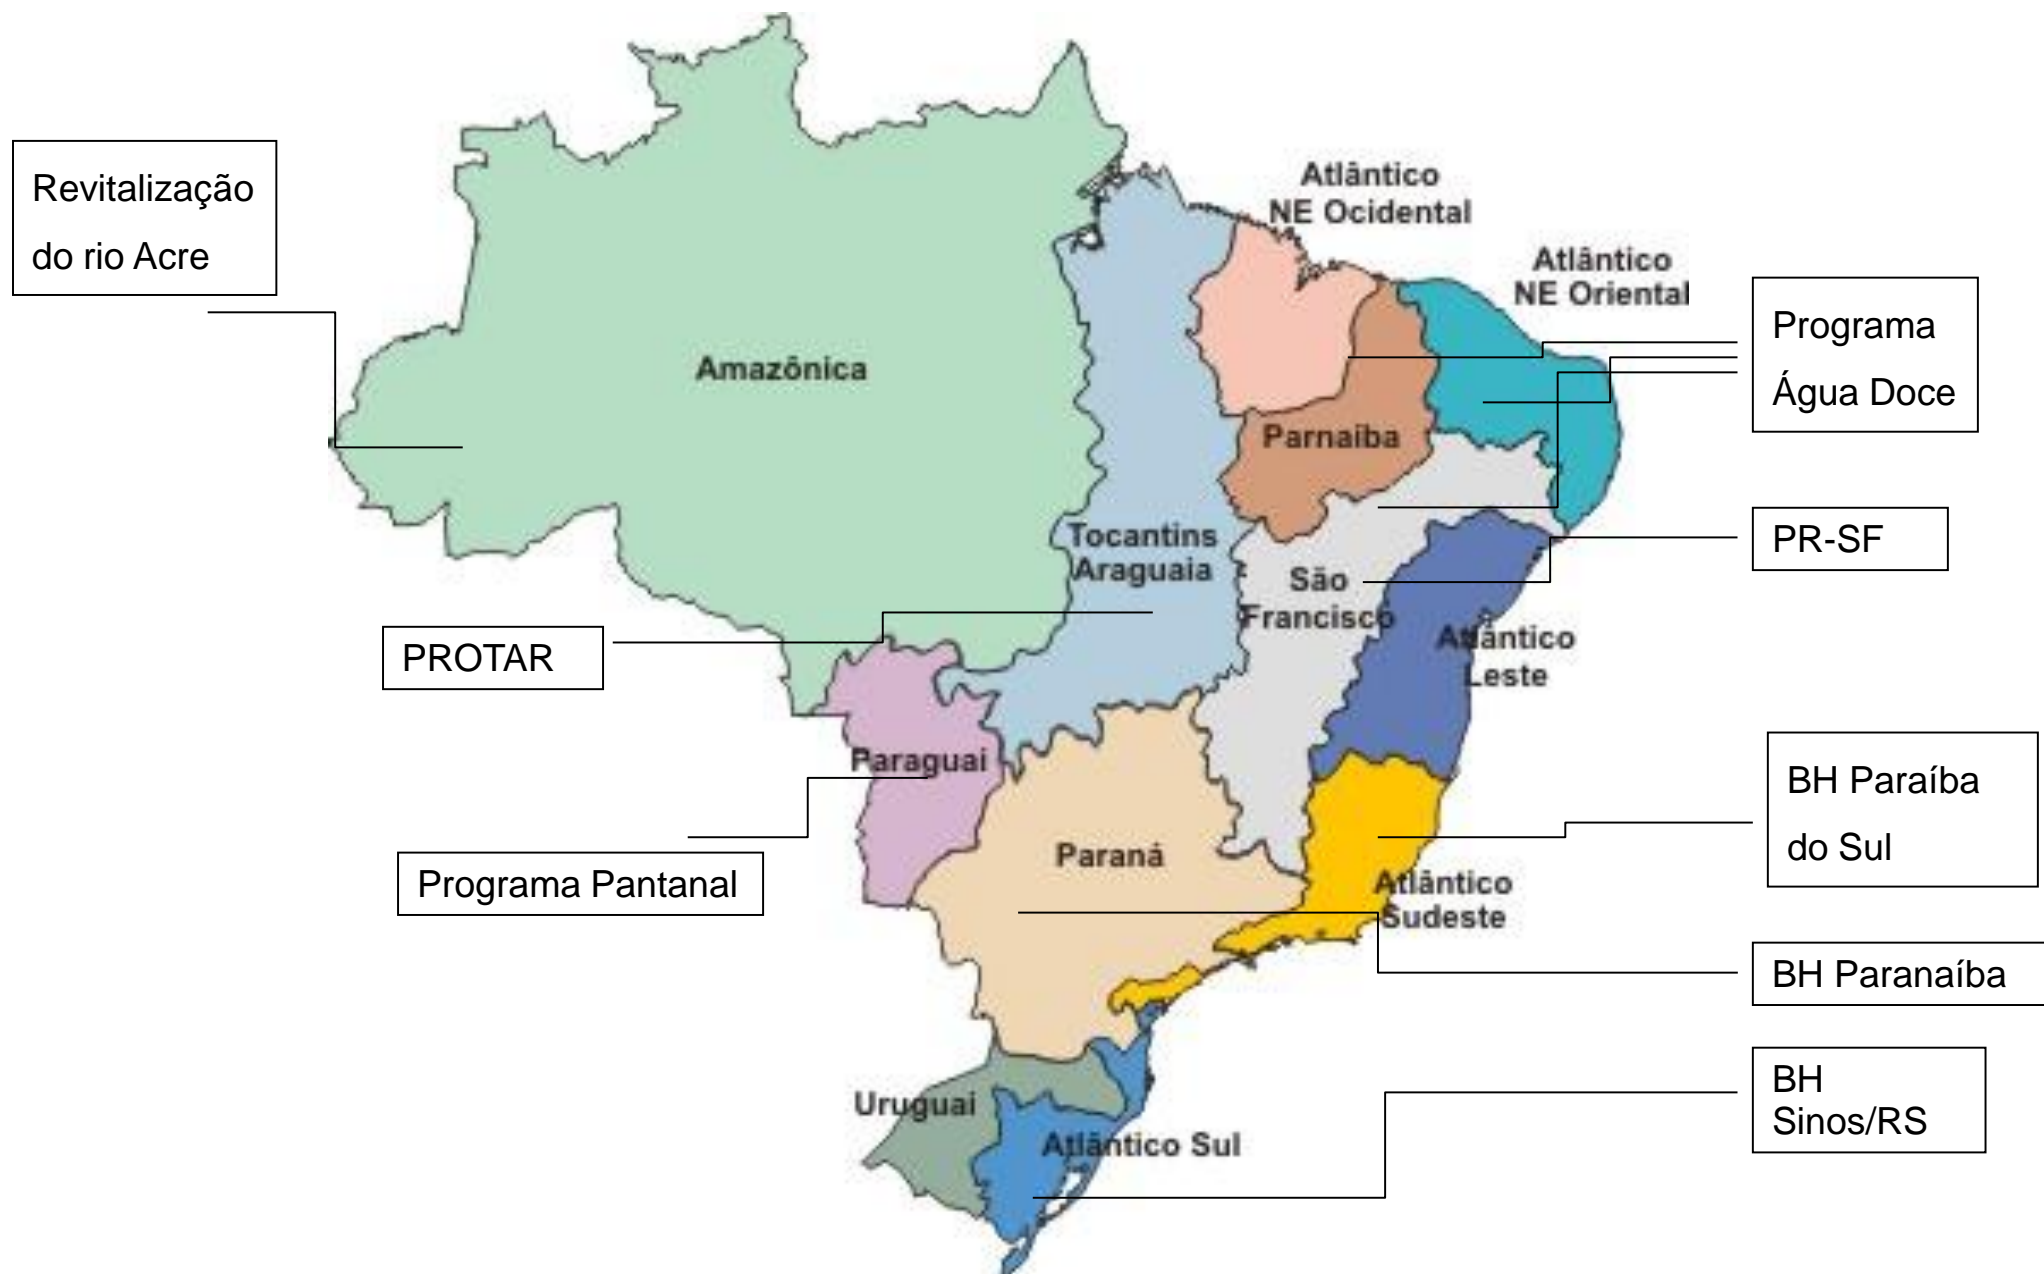 Revitalização
do rio Acre
Atlântico
NE Ocidental
Atlântico
NE Oriental
Programa
Água Doce
Amazônica
Parnaíba
PR-SF
Tocantins
Araguaia
São
Francisco
Atlântico
Leste
PROTAR
Paraguai
BH Paraíba
do Sul
Programa Pantanal
Paraná
Atlântico
Sudeste
BH Paranaíba
BH
Sinos/RS
Uruguai
Atlântico Sul